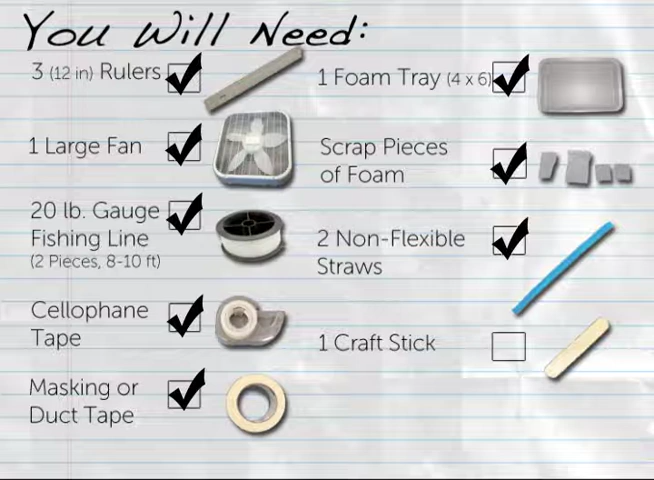 You Will Need:
3 (12 in) Rulers
1 Large Fan
20 lb. Gauge
Fishing Line
(2 Pieces, 8-10 ft)
Cellophane
Tape
Masking or
Duct Tape
1 Foam Tray (4 x 6)
Scrap Pieces
of Foam
2 Non-Flexible
Straws
1 Craft Stick